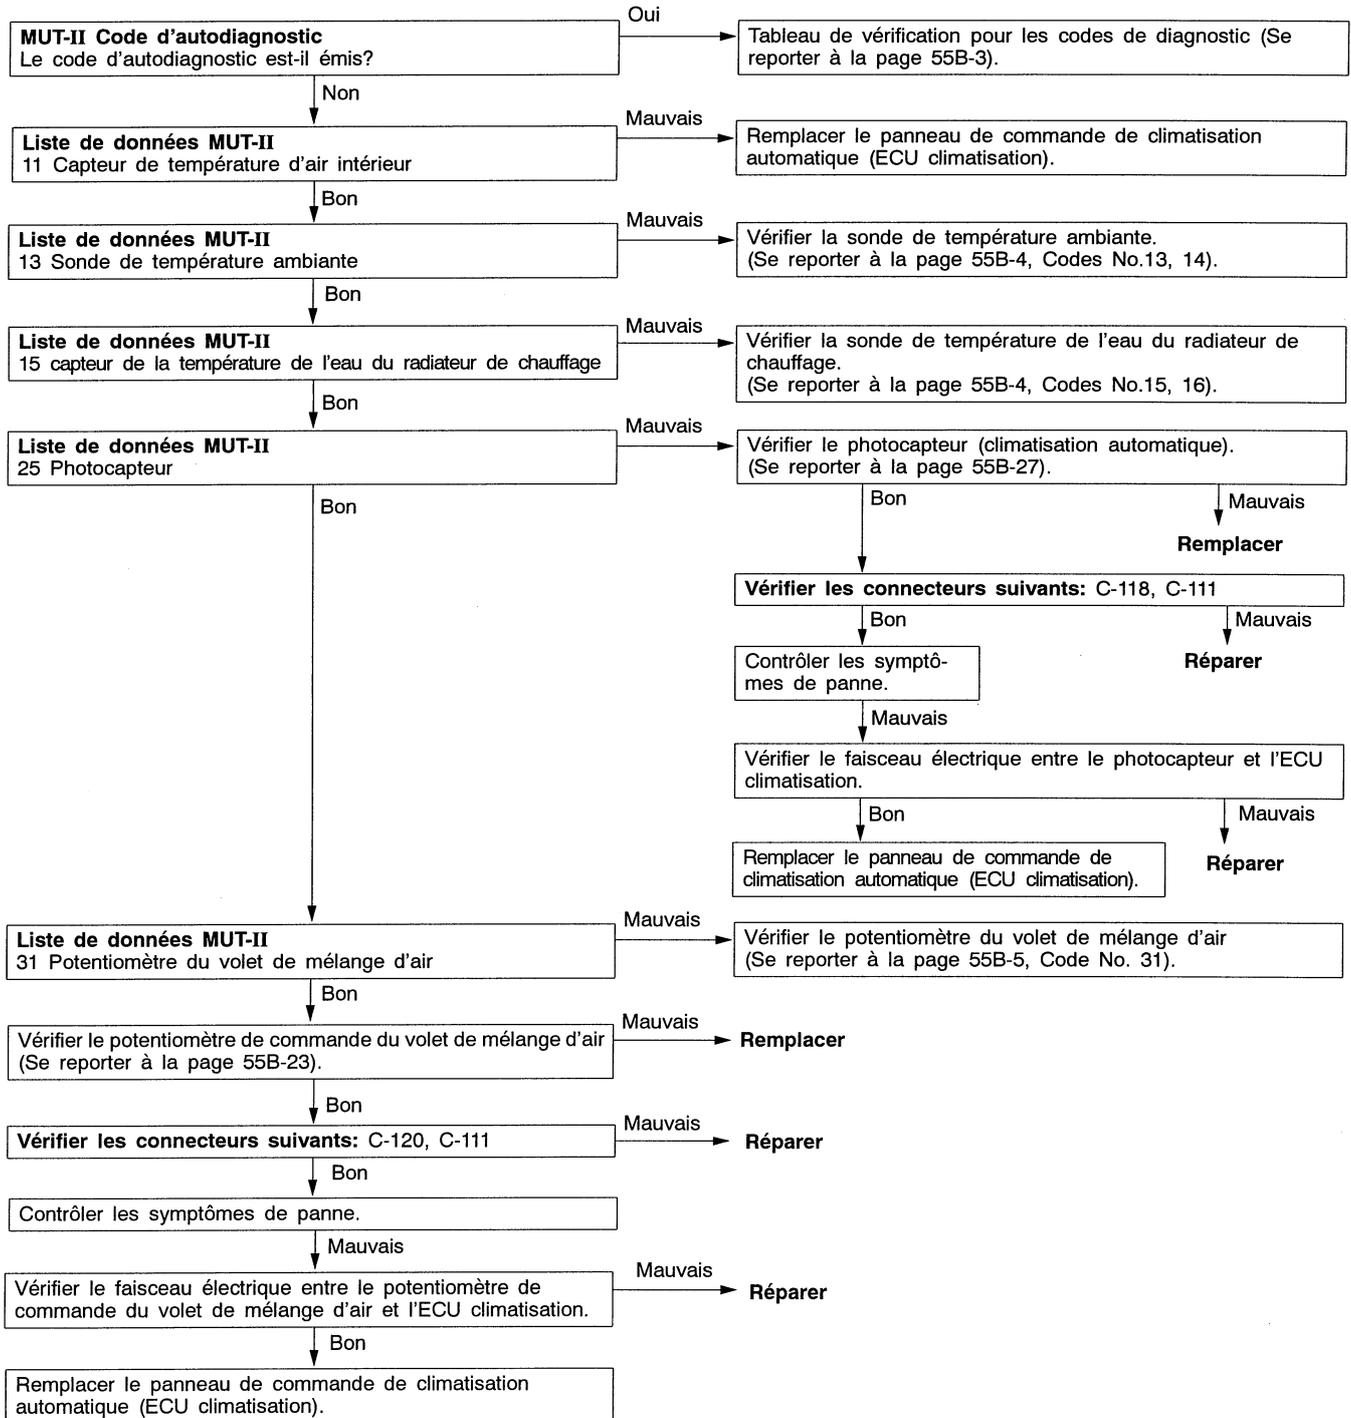 Oui
MUT-II Code d'autodiagnostic
Le code d'autodiagnostic est-il émis?
Tableau de vérification pour les codes de diagnostic (Se
reporter à la page 55B-3).
Non
Liste de données MUT-II
11 Capteur de température d'air intérieur
Mauvais
Remplacer le panneau de commande de climatisation
automatique (ECU climatisation).
Bon
Liste de données MUT-II
13 Sonde de température ambiante
Mauvais
Vérifier la sonde de température ambiante.
(Se reporter à la page 55B-4, Codes No.13, 14).
Bon
Liste de données MUT-II
15 capteur de la température de l'eau du radiateur de chauffage
Mauvais
Vérifier la sonde de température de l'eau du radiateur de
chauffage.
(Se reporter à la page 55B-4, Codes No.15, 16).
Bon
Liste de données MUT-II
25 Photocapteur
Mauvais
Vérifier le photocapteur (climatisation automatique).
(Se reporter à la page 55B-27).
Bon
Bon
Mauvais
Remplacer
Vérifier les connecteurs suivants: C-118, C-111
Bon
Mauvais
Contrôler les symptô-
mes de panne.
Réparer
Mauvais
Vérifier le faisceau électrique entre le photocapteur et l'ECU
climatisation.
Bon
Mauvais
Remplacer le panneau de commande de
climatisation automatique (ECU climatisation).
Réparer
Liste de données MUT-II
31 Potentiomètre du volet de mélange d'air
Mauvais
Vérifier le potentiomètre du volet de mélange d'air
(Se reporter à la page 55B-5, Code No. 31).
Bon
Vérifier le potentiomètre de commande du volet de mélange d'air
(Se reporter à la page 55B-23).
Mauvais
Remplacer
Bon
Vérifier les connecteurs suivants: C-120, C-111
Mauvais
Réparer
Bon
Contrôler les symptômes de panne.
Mauvais
Vérifier le faisceau électrique entre le potentiomètre de
commande du volet de mélange d'air et l'ECU climatisation.
Mauvais
Réparer
Bon
Remplacer le panneau de commande de climatisation
automatique (ECU climatisation).